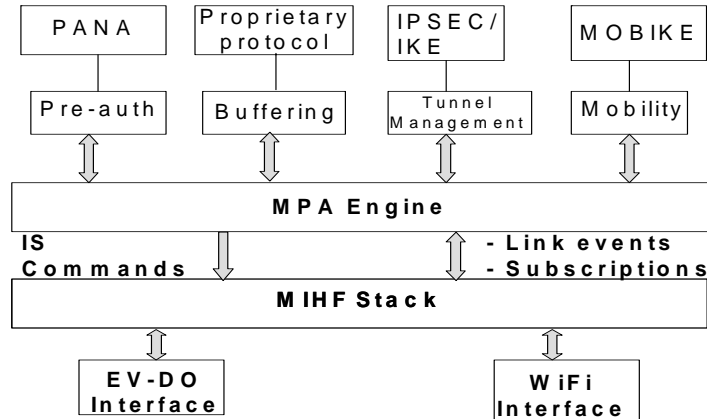 PANA
Proprietary
protocol
IPSEC/
IKE
MOBIKE
Pre-auth
Buffering
Tunnel
Management
Mobility
MPA Engine
IS
Commands
- Link events
- Subscriptions
MIHF Stack
EV-DO
Interface
WiFi
Interface